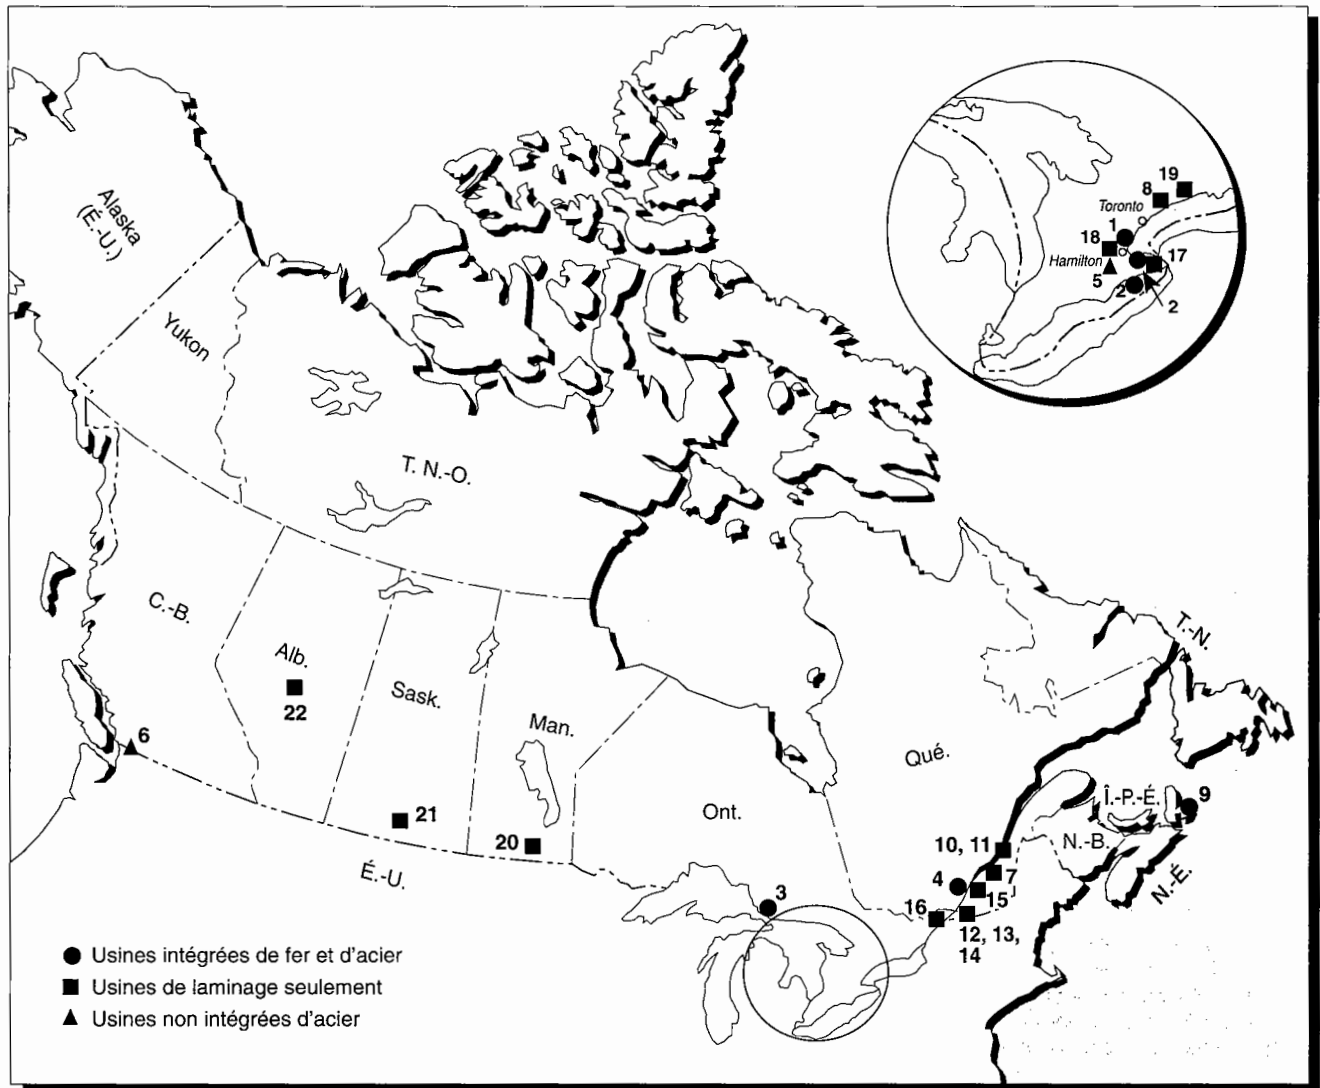 Alaska
(É.-U.)
Yukon
T. N.-O.
C.-B.
Alb.
22
Sask.
Man.
6
21
20
É.-U.
Ont.
Qué.
T.-N.
Î.-P.-É.
9
N.-B.
N.-É.
10, 11
4
7
15
16
12, 13,
14
3
19
8
Toronto
1
18
17
Hamilton
5
2
2
Usines intégrées de fer et d'acier
Usines de laminage seulement
Usines non intégrées d'acier